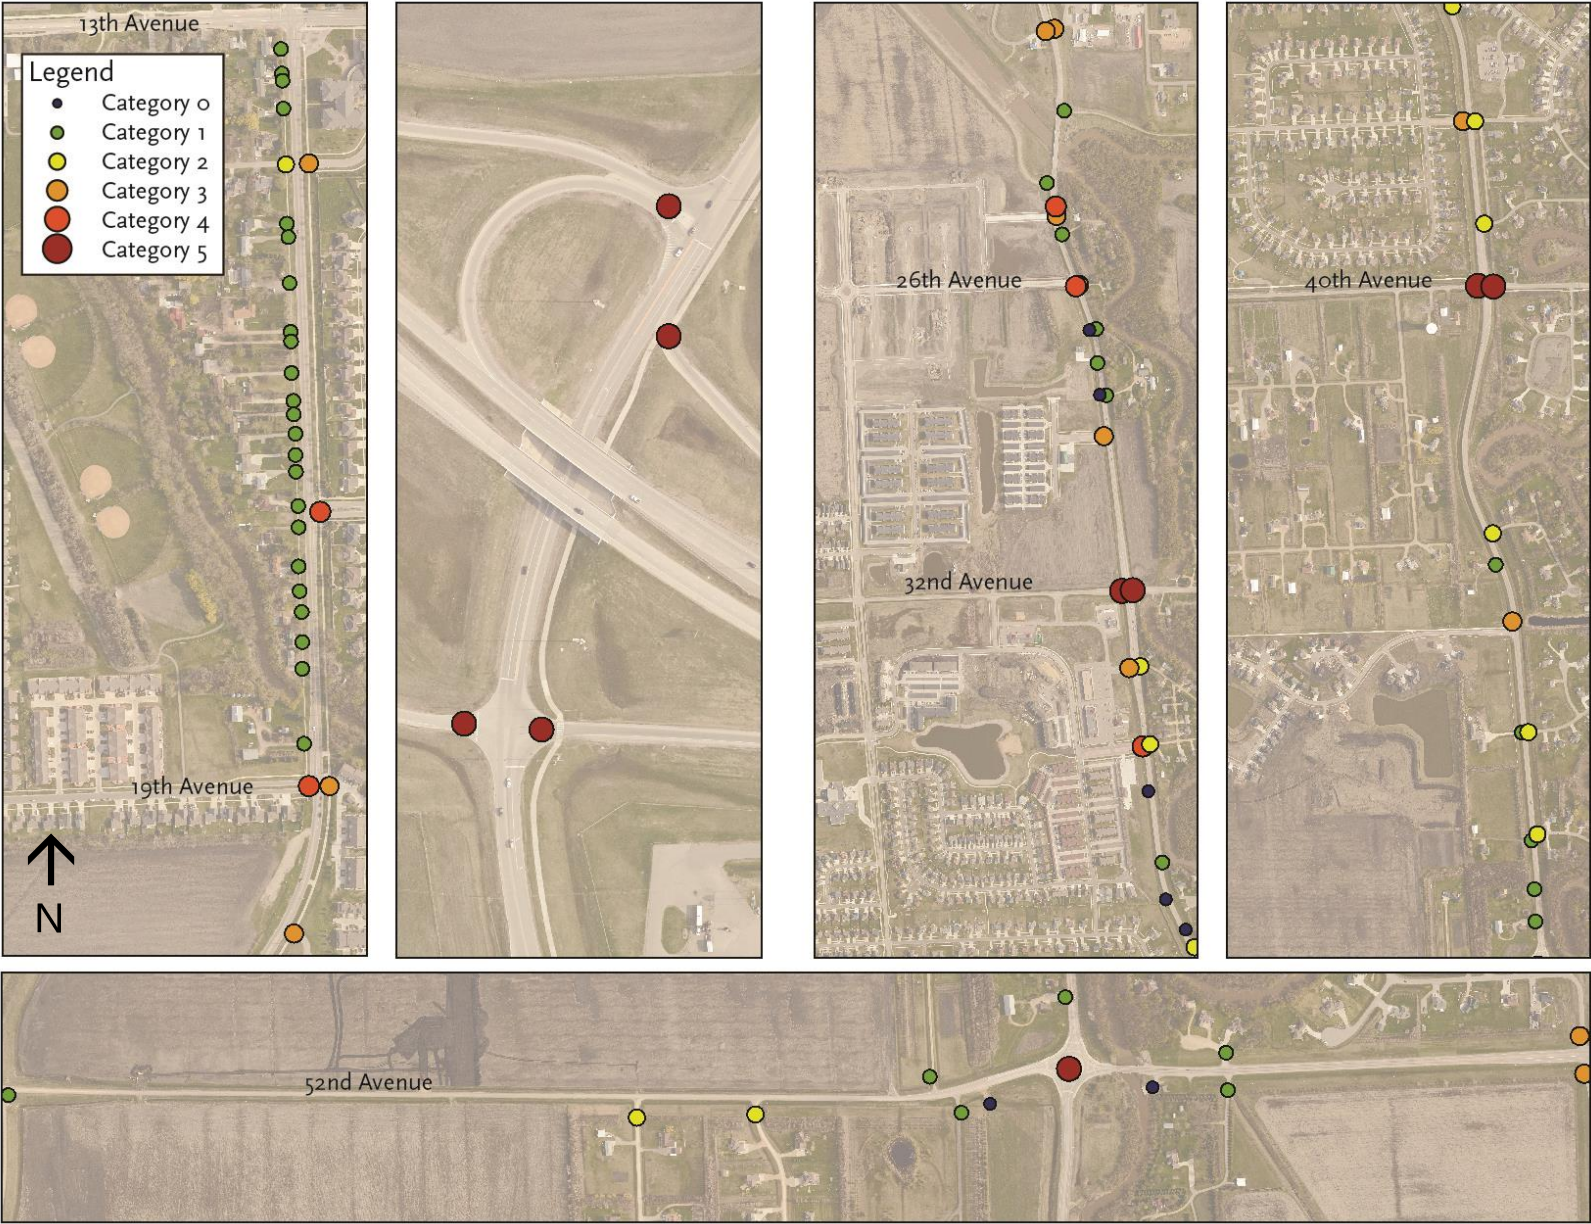 13th Avenue
Legend
Category 0
Category 1
Category 2
Category 3
Category 4
Category 5
19th Avenue
N
26th Avenue
32nd Avenue
40th Avenue
52nd Avenue